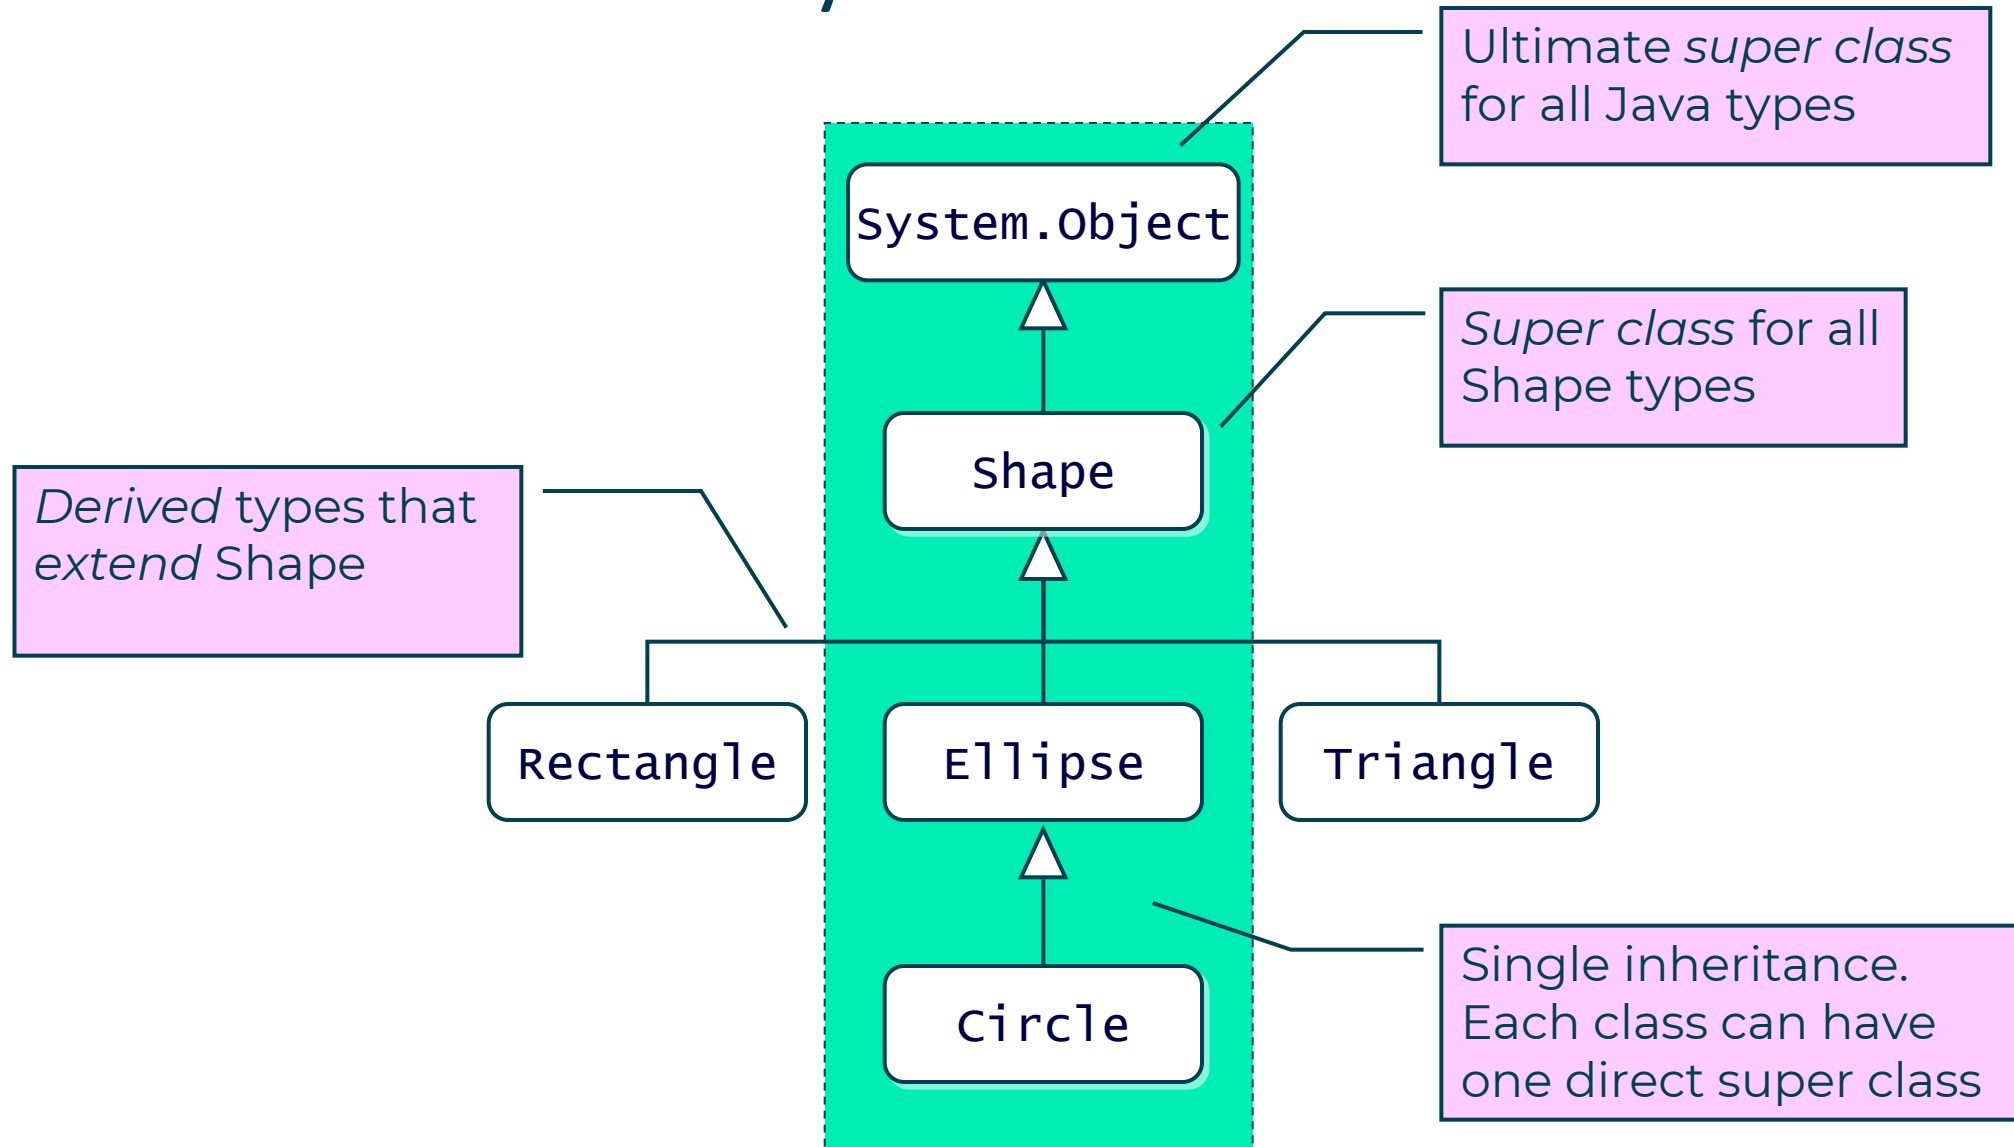 Ultimate super class
for all Java types
System.Object
Super class for all
Shape types
Shape
Derived types that
extend Shape
Rectangle
Ellipse
Triangle
Single inheritance.
Each class can have
one direct super class
Circle